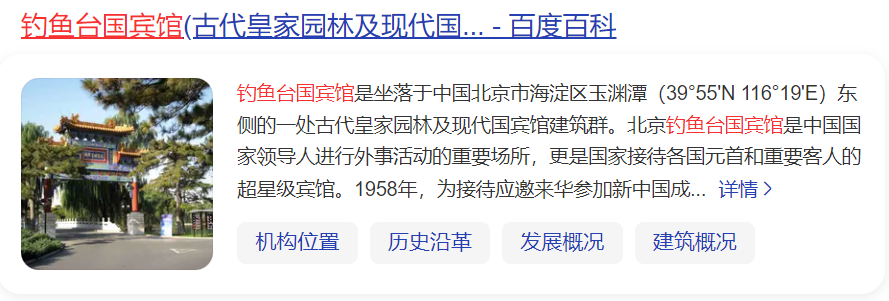 钓鱼台国宾馆(古代皇家园林及现代国... - 百度百科
钓鱼台国宾馆是坐落于中国北京市海淀区玉渊潭（39°55'N 116°19'E）东
侧的一处古代皇家园林及现代国宾馆建筑群。北京钓鱼台国宾馆是中国国
家领导人进行外事活动的重要场所，更是国家接待各国元首和重要客人的
超星级宾馆。1958年，为接待应邀来华参加新中国成... 详情 >
机构位置
历史沿革
发展概况
建筑概况